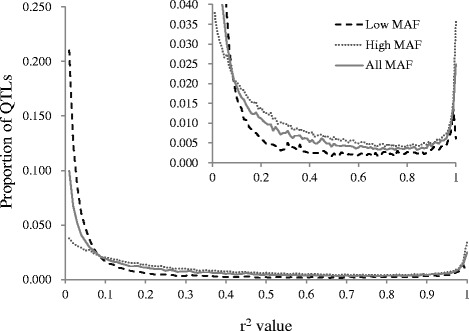 0.040
0.035
0.030
0.025
0.020
0.015
0.010
0.005
0.000
0 0.2 0.4 0.6 0.8 1
Low MAF
High MAF
All MAF
Proportion of QTLs
0.250
0.200
0.150
0.100
0.050
0.000
0 0.1 0.2 0.3 0.4 0.5 0.6 0.7 0.8 0.9 1
r² value